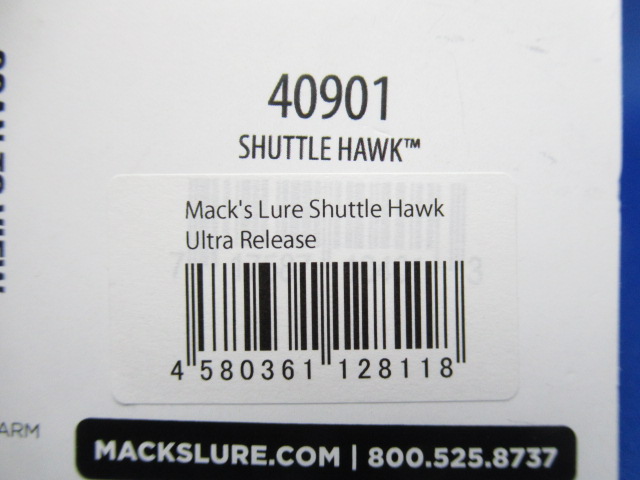 40901
SHUTTLE HAWK™
Mack's Lure Shuttle Hawk
Ultra Release
4 580361 128118
ARM
MACKSLURE.COM | 800.525.8737